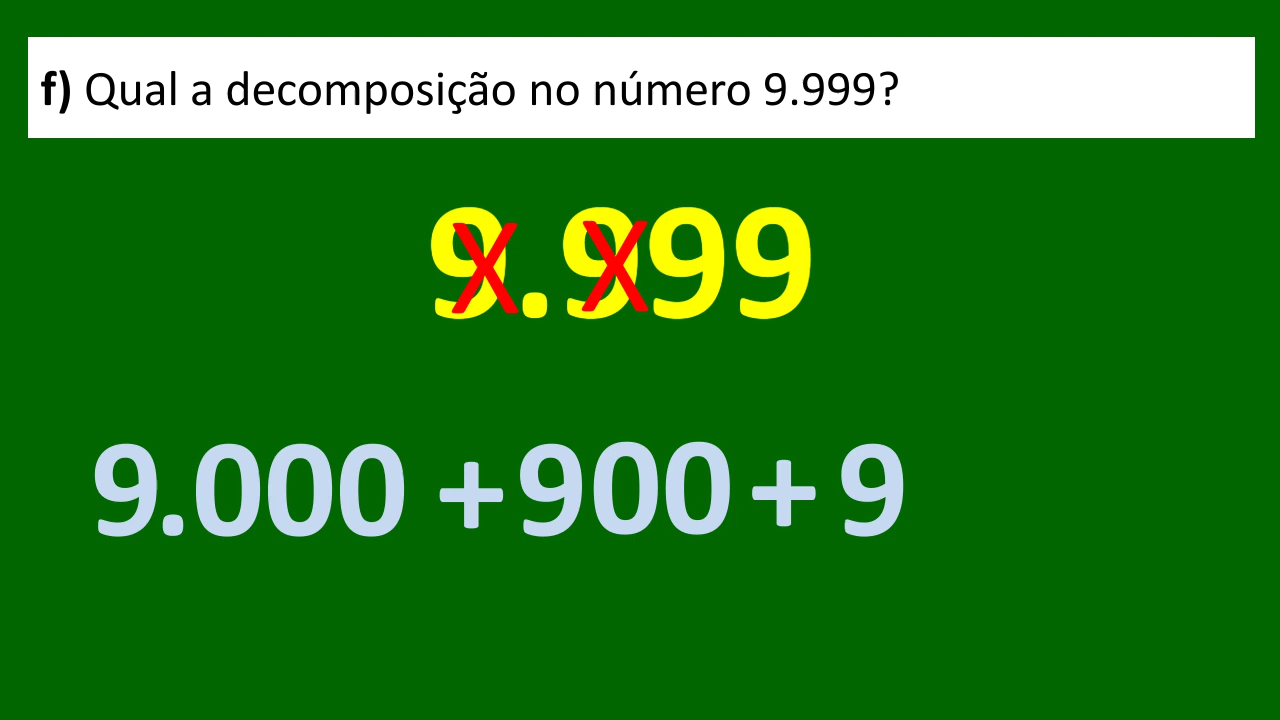 f) Qual a decomposição no número 9.999?
9.999
X X
9.000 + 900 + 9